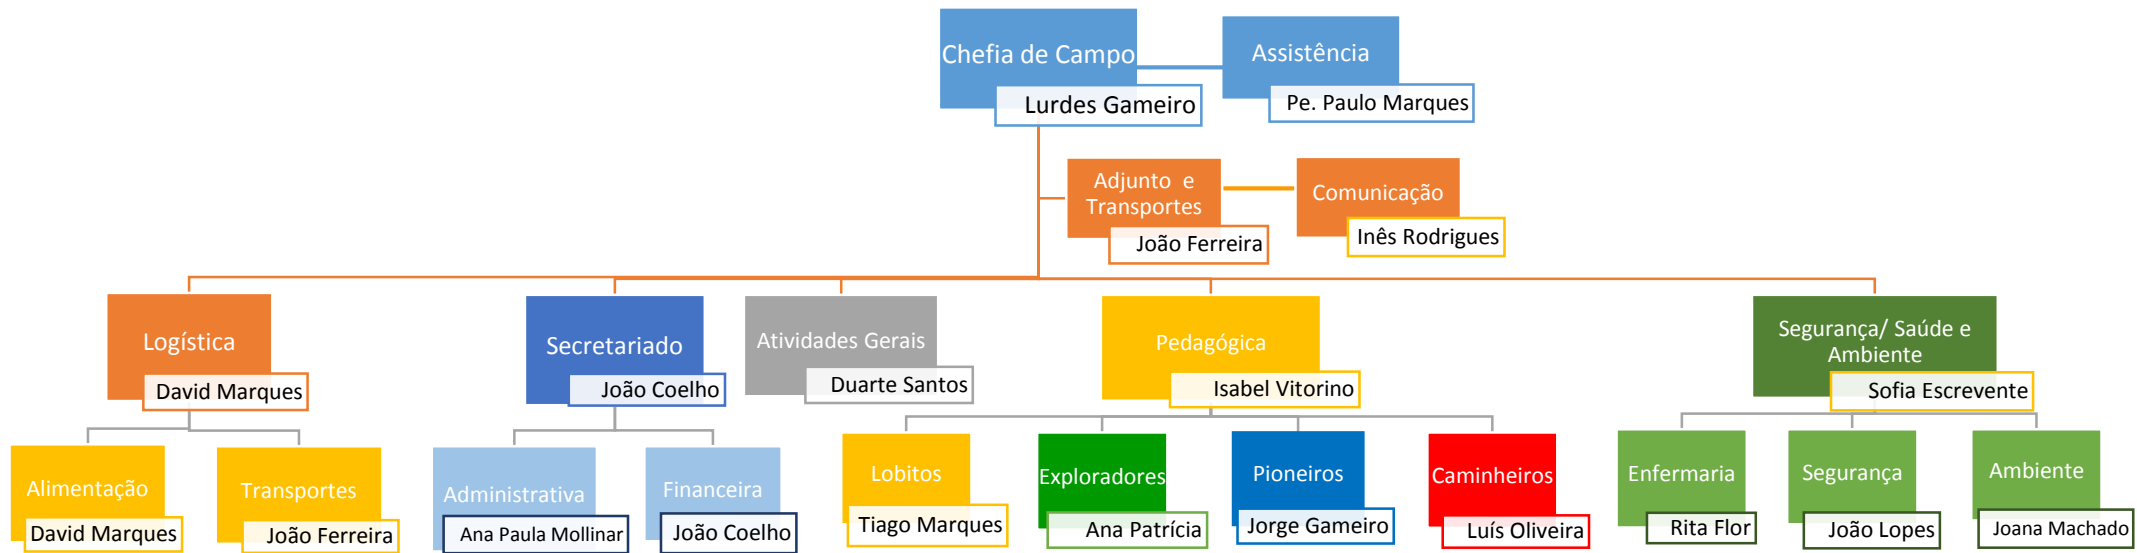 Chefia de Campo
Lurdes Gameiro
Assistência
Pe. Paulo Marques
Adjunto e
Transportes
João Ferreira
Comunicação
Inês Rodrigues
Logística
David Marques
Secretariado
João Coelho
Atividades Gerais
Duarte Santos
Pedagógica
Isabel Vitorino
Segurança/ Saúde e
Ambiente
Sofia Escrevente
Alimentação
David Marques
Transportes
João Ferreira
Administrativa
Ana Paula Mollinar
Financeira
João Coelho
Lobitos
Tiago Marques
Exploradores
Ana Patrícia
Pioneiros
Jorge Gameiro
Caminheiros
Luís Oliveira
Enfermaria
Rita Flor
Segurança
João Lopes
Ambiente
Joana Machado